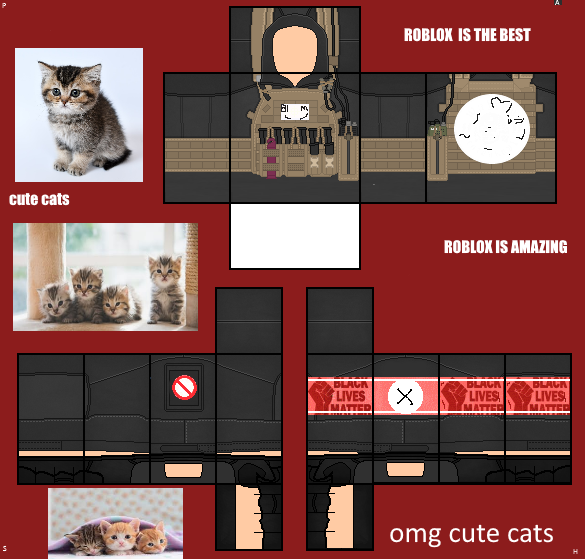 P
A
ROBLOX IS THE BEST
cute cats
ROBLOX IS AMAZING
BLACK
LIVES
MATTER
BLACK
LIVES
MATTER
BLACK
LIVES
MATTER
omg cute cats
S
H